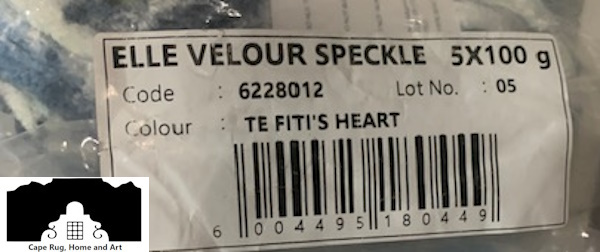 ELLE VELOUR SPECKLE 5X100 g
Code : 6228012 Lot No. : 05
Colour : TE FITI'S HEART
6 004495 180449
Cape Rug, Home and Art